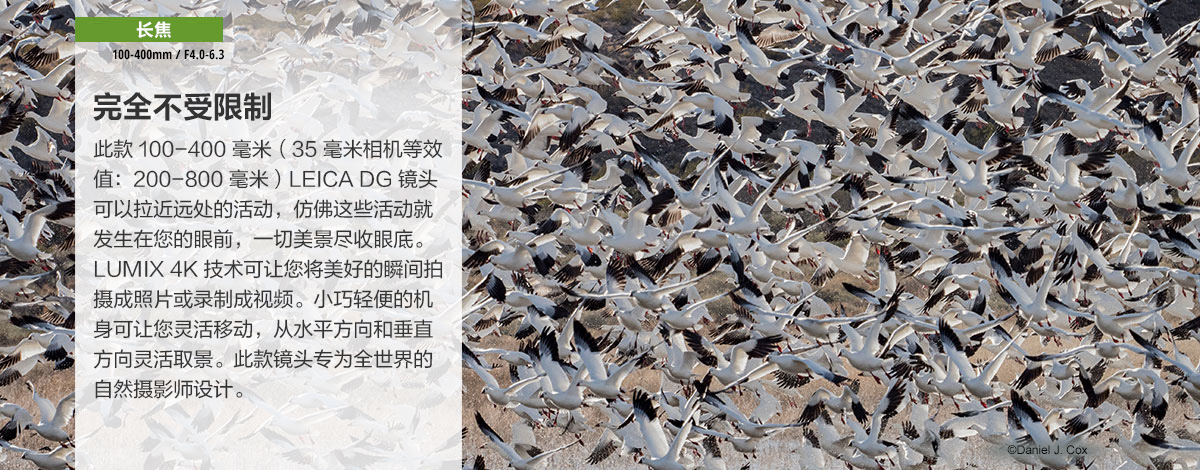 长焦
100-400mm / F4.0-6.3
完全不受限制
此款 100-400 毫米（35 毫米相机等效
值：200-800 毫米）LEICA DG 镜头
可以拉近远处的活动，仿佛这些活动就
发生在您的眼前，一切美景尽收眼底。
LUMIX 4K 技术可让您将美好的瞬间拍
摄成照片或录制成视频。小巧轻便的机
身可让您灵活移动，从水平方向和垂直
方向灵活取景。此款镜头专为全世界的
自然摄影师设计。
©Daniel J. Cox